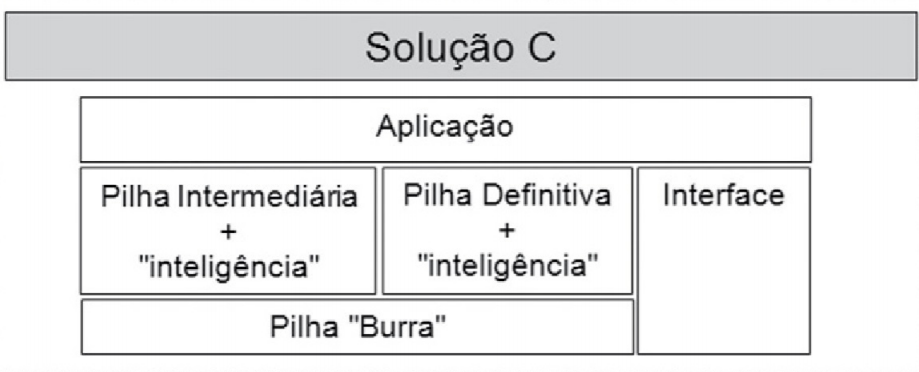 Solução C
Aplicação
Pilha Intermediária
+
"inteligência"
Pilha Definitiva
+
"inteligência"
Interface
Pilha "Burra"